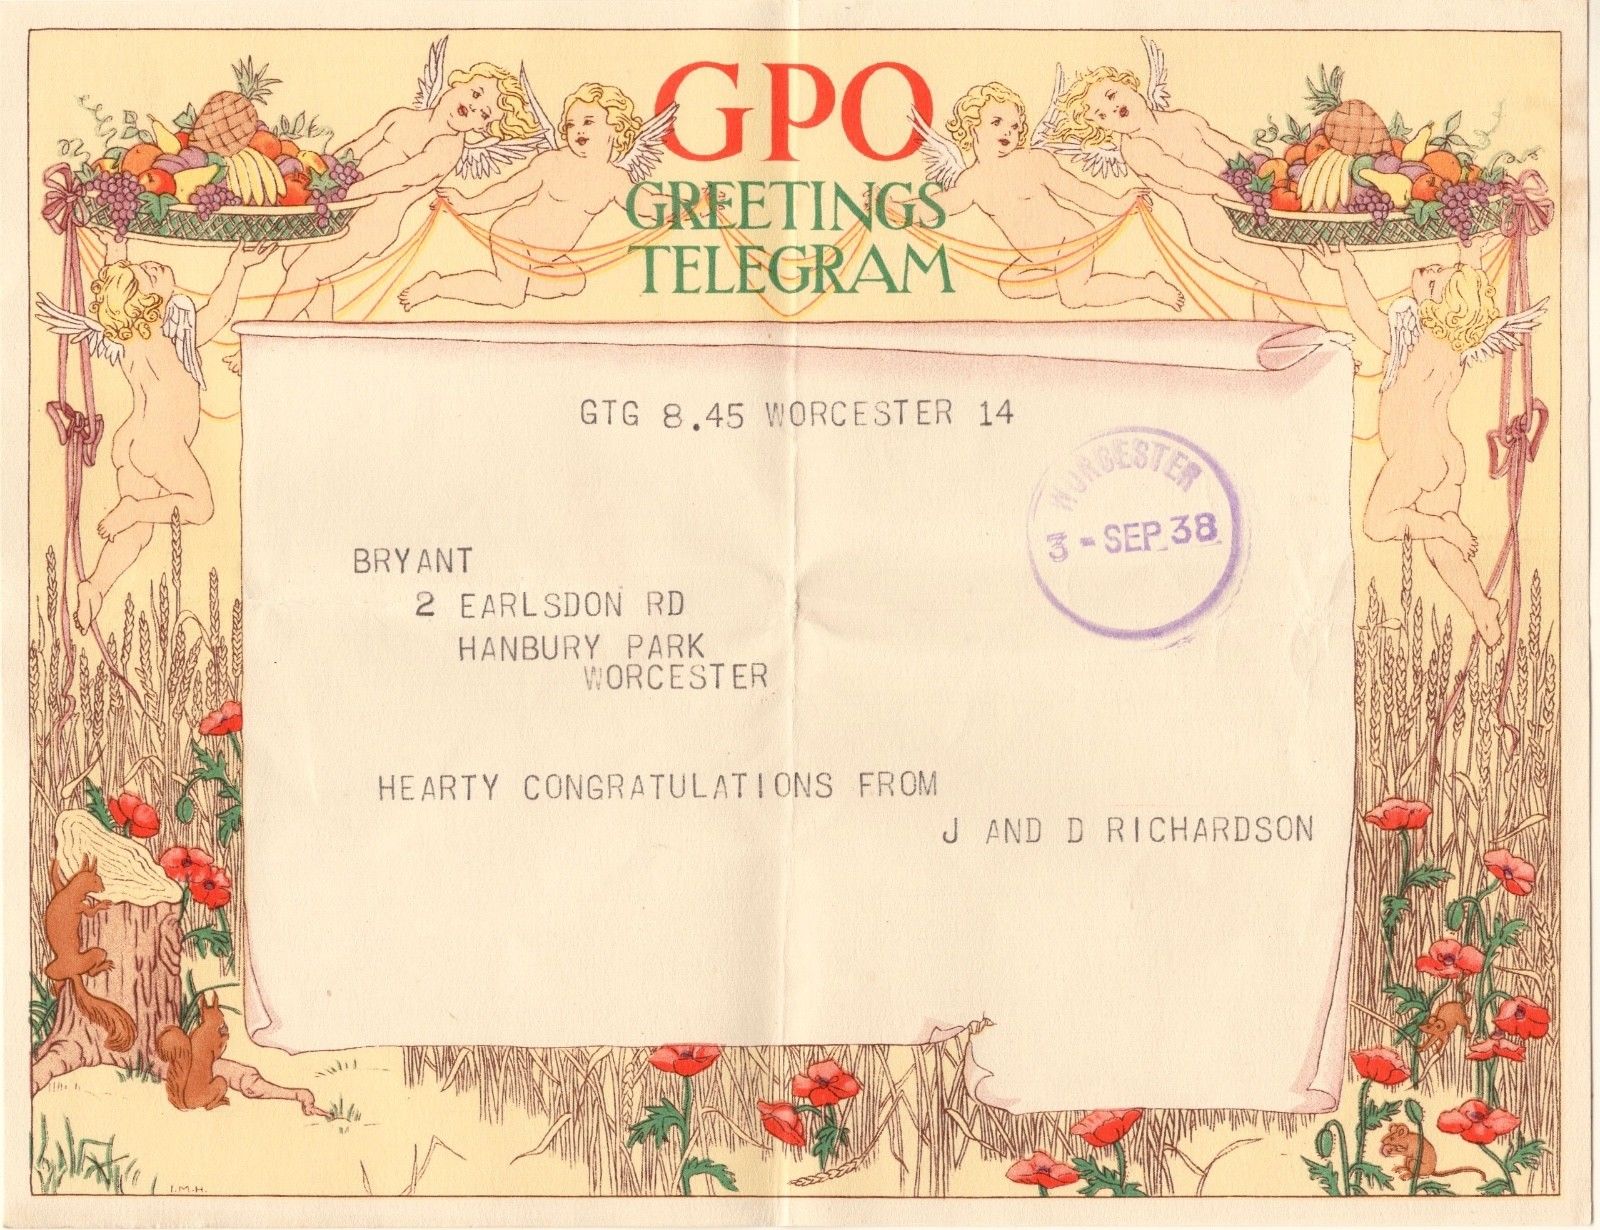 GPO
GREETINGS
TELEGRAM
GTG 8.45 WORCESTER 14
WORCESTER
3 - SEP 38
BRYANT
2 EARLSDON RD
HANBURY PARK
WORCESTER
HEARTY CONGRATULATIONS FROM
J AND D RICHARDSON
I.M.H.